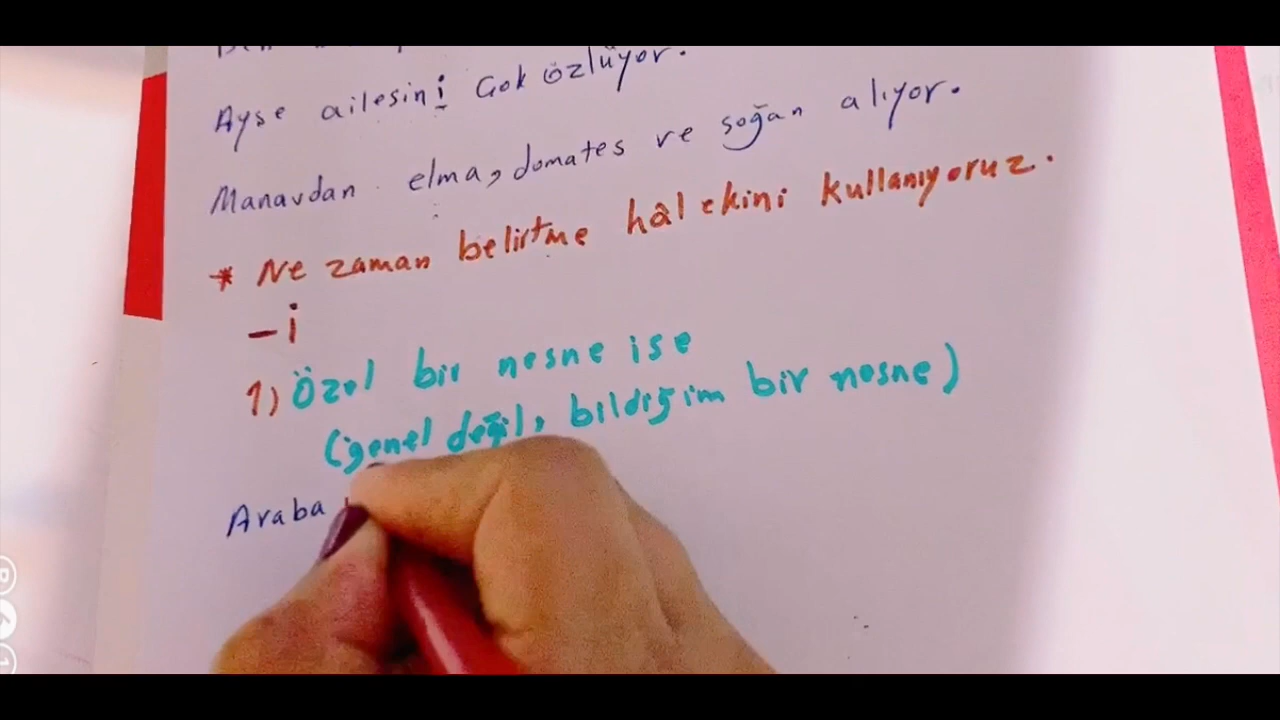 Ayse ailesini Çok özlüyor.
Manavdan elma, domates ve soğan alıyor.
* Ne zaman belirtme hâl ekini kullanıyoruz.
-i
1) Özel bir nesne ise
(genel değil, bildiğim bir nesne)
Araba